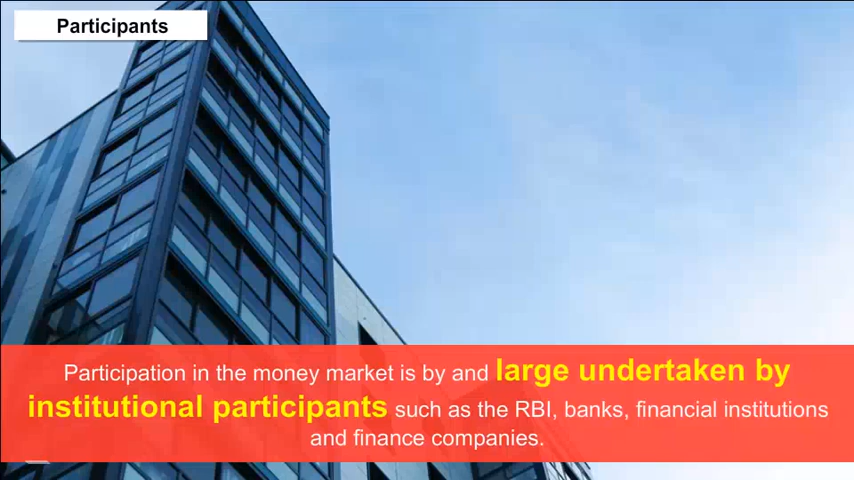 Participants
Participation in the money market is by and large undertaken by
institutional participants such as the RBI, banks, financial institutions
and finance companies.